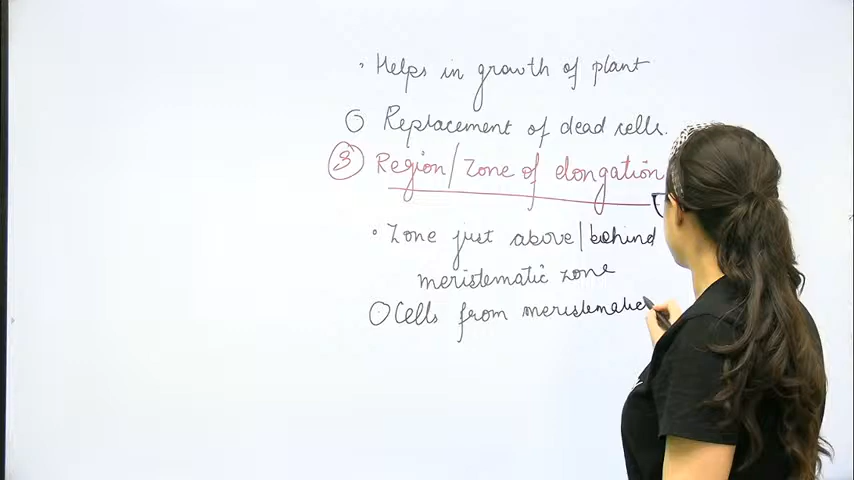 • Helps in growth of plant
○ Replacement of dead cells.
③ Region/Zone of elongation
• Zone just above/behind
meristematic zone
○ Cells from meristematic